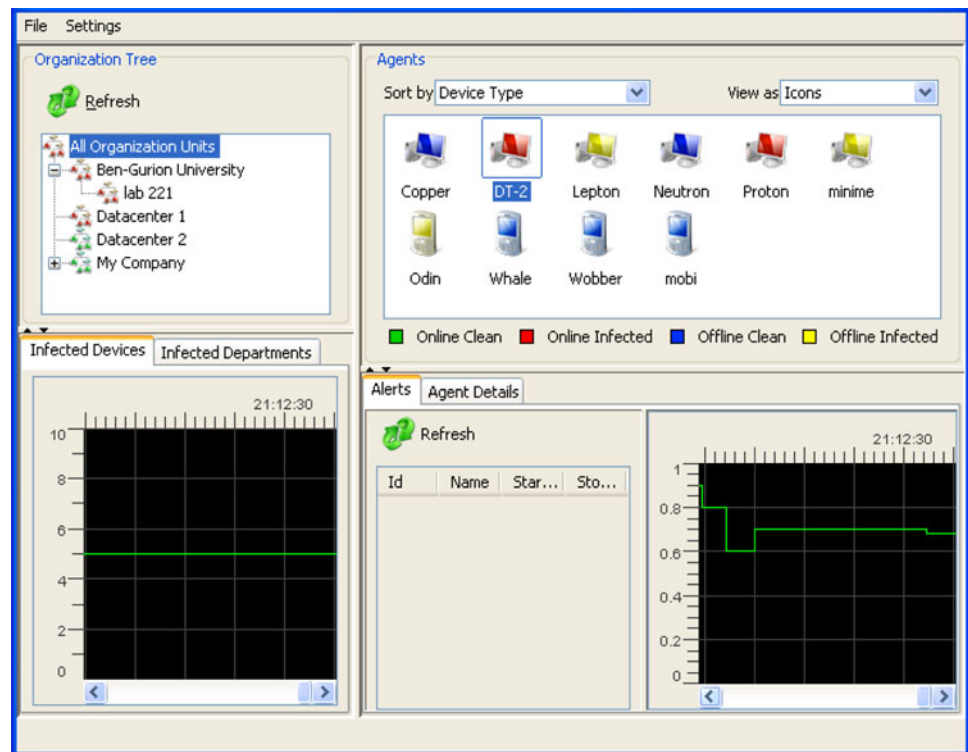 File Settings
Organization Tree
Refresh
All Organization Units
Ben-Gurion University
lab 221
Datacenter 1
Datacenter 2
My Company
Agents
Sort by Device Type View as Icons
Copper DT-2 Lepton Neutron Proton minime
Odin Whale Wobber mobi
Online Clean Online Infected Offline Clean Offline Infected
Infected Devices Infected Departments
21:12:30
10
8
6
4
2
0
Alerts Agent Details
Refresh
Id Name Star... Sto...
21:12:30
1
0.8
0.6
0.4
0.2
0